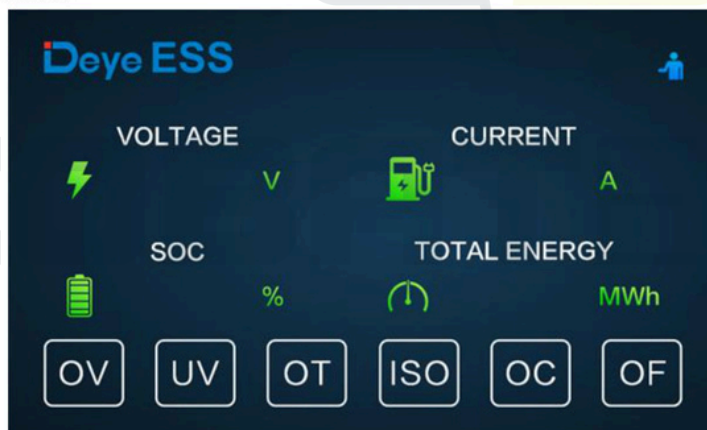 Deye ESS
VOLTAGE CURRENT
V A
SOC TOTAL ENERGY
% MWh
OV UV OT ISO OC OF